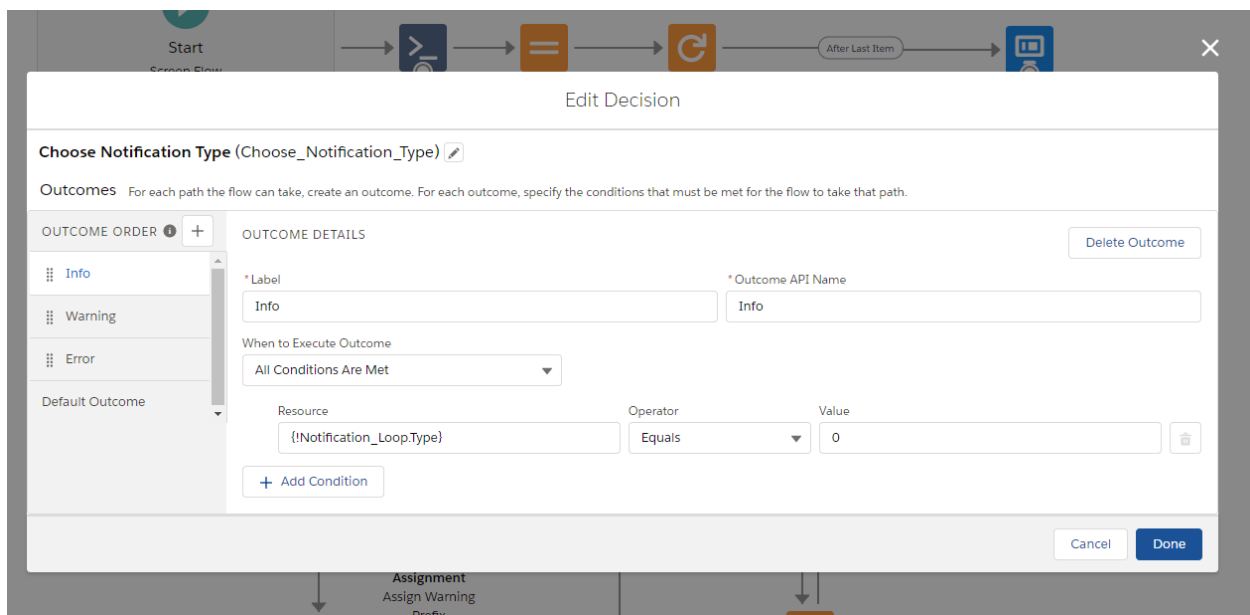 Start
Screen Flow
After Last Item
Edit Decision
Choose Notification Type (Choose_Notification_Type)
Outcomes For each path the flow can take, create an outcome. For each outcome, specify the conditions that must be met for the flow to take that path.
OUTCOME ORDER
Info
Warning
Error
Default Outcome
OUTCOME DETAILS
Delete Outcome
*Label
Info
*Outcome API Name
Info
When to Execute Outcome
All Conditions Are Met
Resource
{!Notification_Loop.Type}
Operator
Equals
Value
0
+ Add Condition
Cancel
Done
Assignment
Assign Warning
Prefix